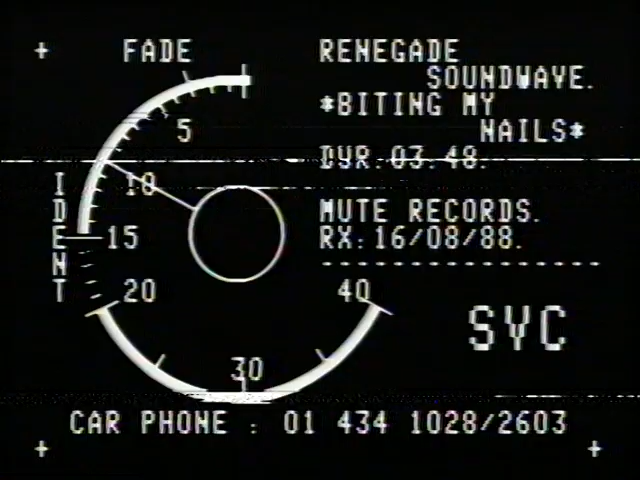 FADE
RENEGADE
SOUNDWAVE.
*BITING MY
NAILS*
DUR:03.48.
5
10
IDENT
15
MUTE RECORDS.
RX:16/08/88.
20
40
SVC
30
CAR PHONE : 01 434 1028/2603